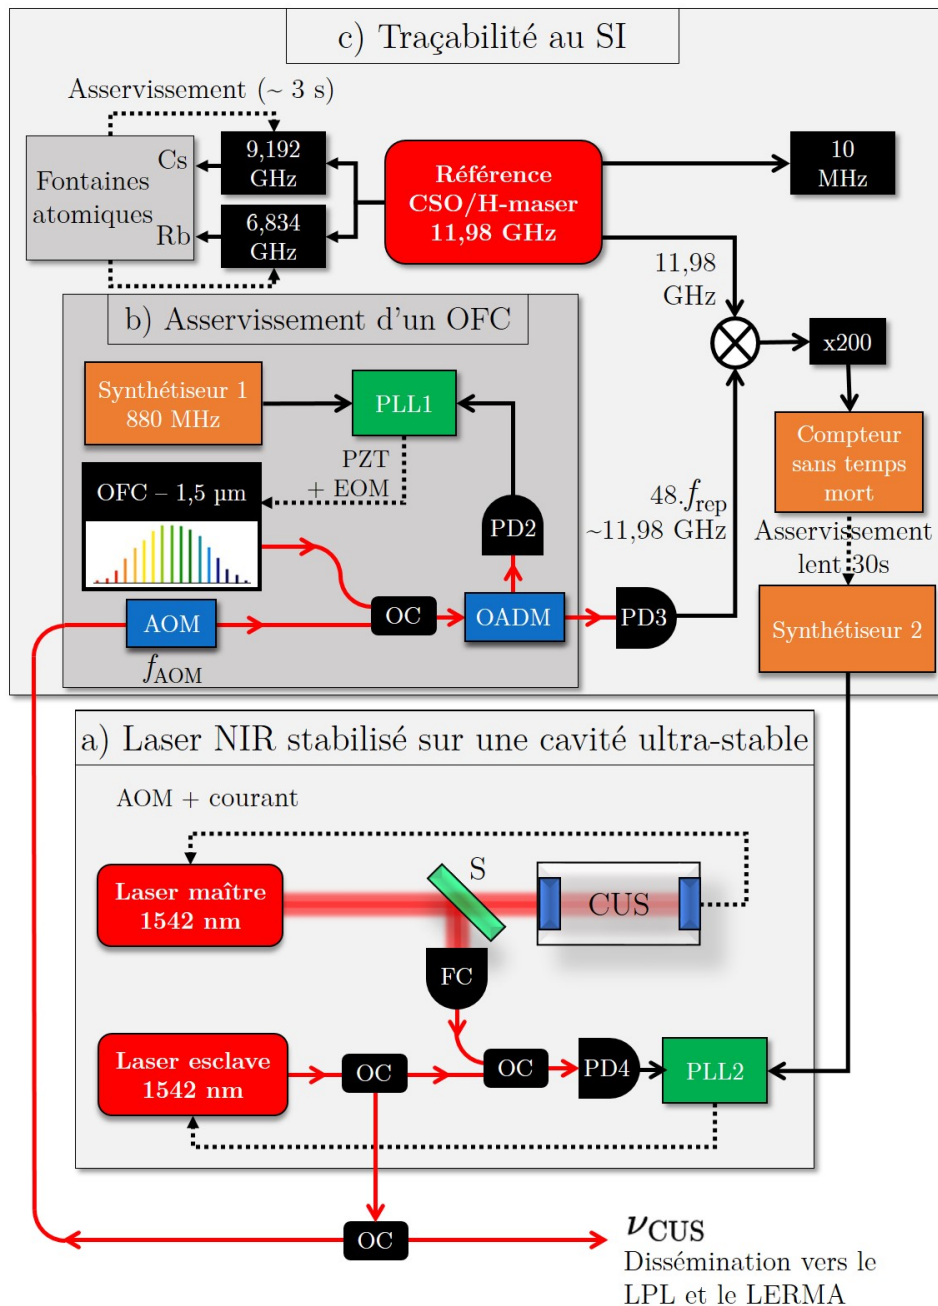 c) Traçabilité au SI
Asservissement (~ 3 s)
Fontaines
atomiques
Cs
Rb
9,192
GHz
6,834
GHz
Référence
CSO/H-maser
11,98 GHz
10
MHz
11,98
GHz
x200
b) Asservissement d'un OFC
Synthétiseur 1
880 MHz
PLL1
PZT
+ EOM
OFC – 1,5 µm
PD2
48.frep
~11,98 GHz
Compteur
sans temps
mort
Asservissement
lent 30s
AOM
fAOM
OC
OADM
PD3
Synthétiseur 2
a) Laser NIR stabilisé sur une cavité ultra-stable
AOM + courant
Laser maître
1542 nm
S
CUS
FC
Laser esclave
1542 nm
OC
OC
PD4
PLL2
OC
νCUS
Dissémination vers le
LPL et le LERMA